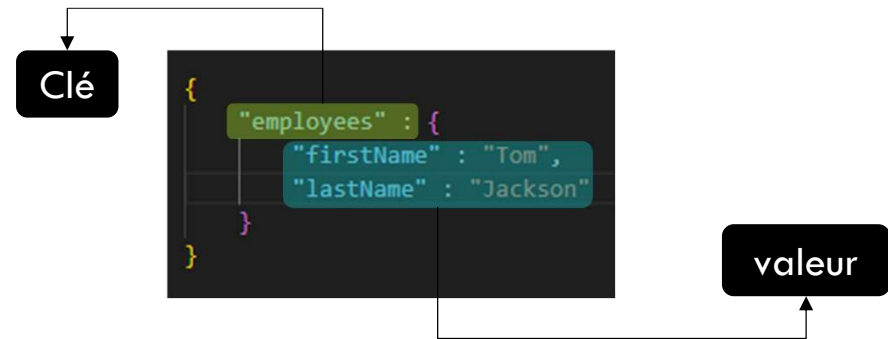 Clé
{
"employees" : {
"firstName" : "Tom",
"lastName" : "Jackson"
}
}
valeur